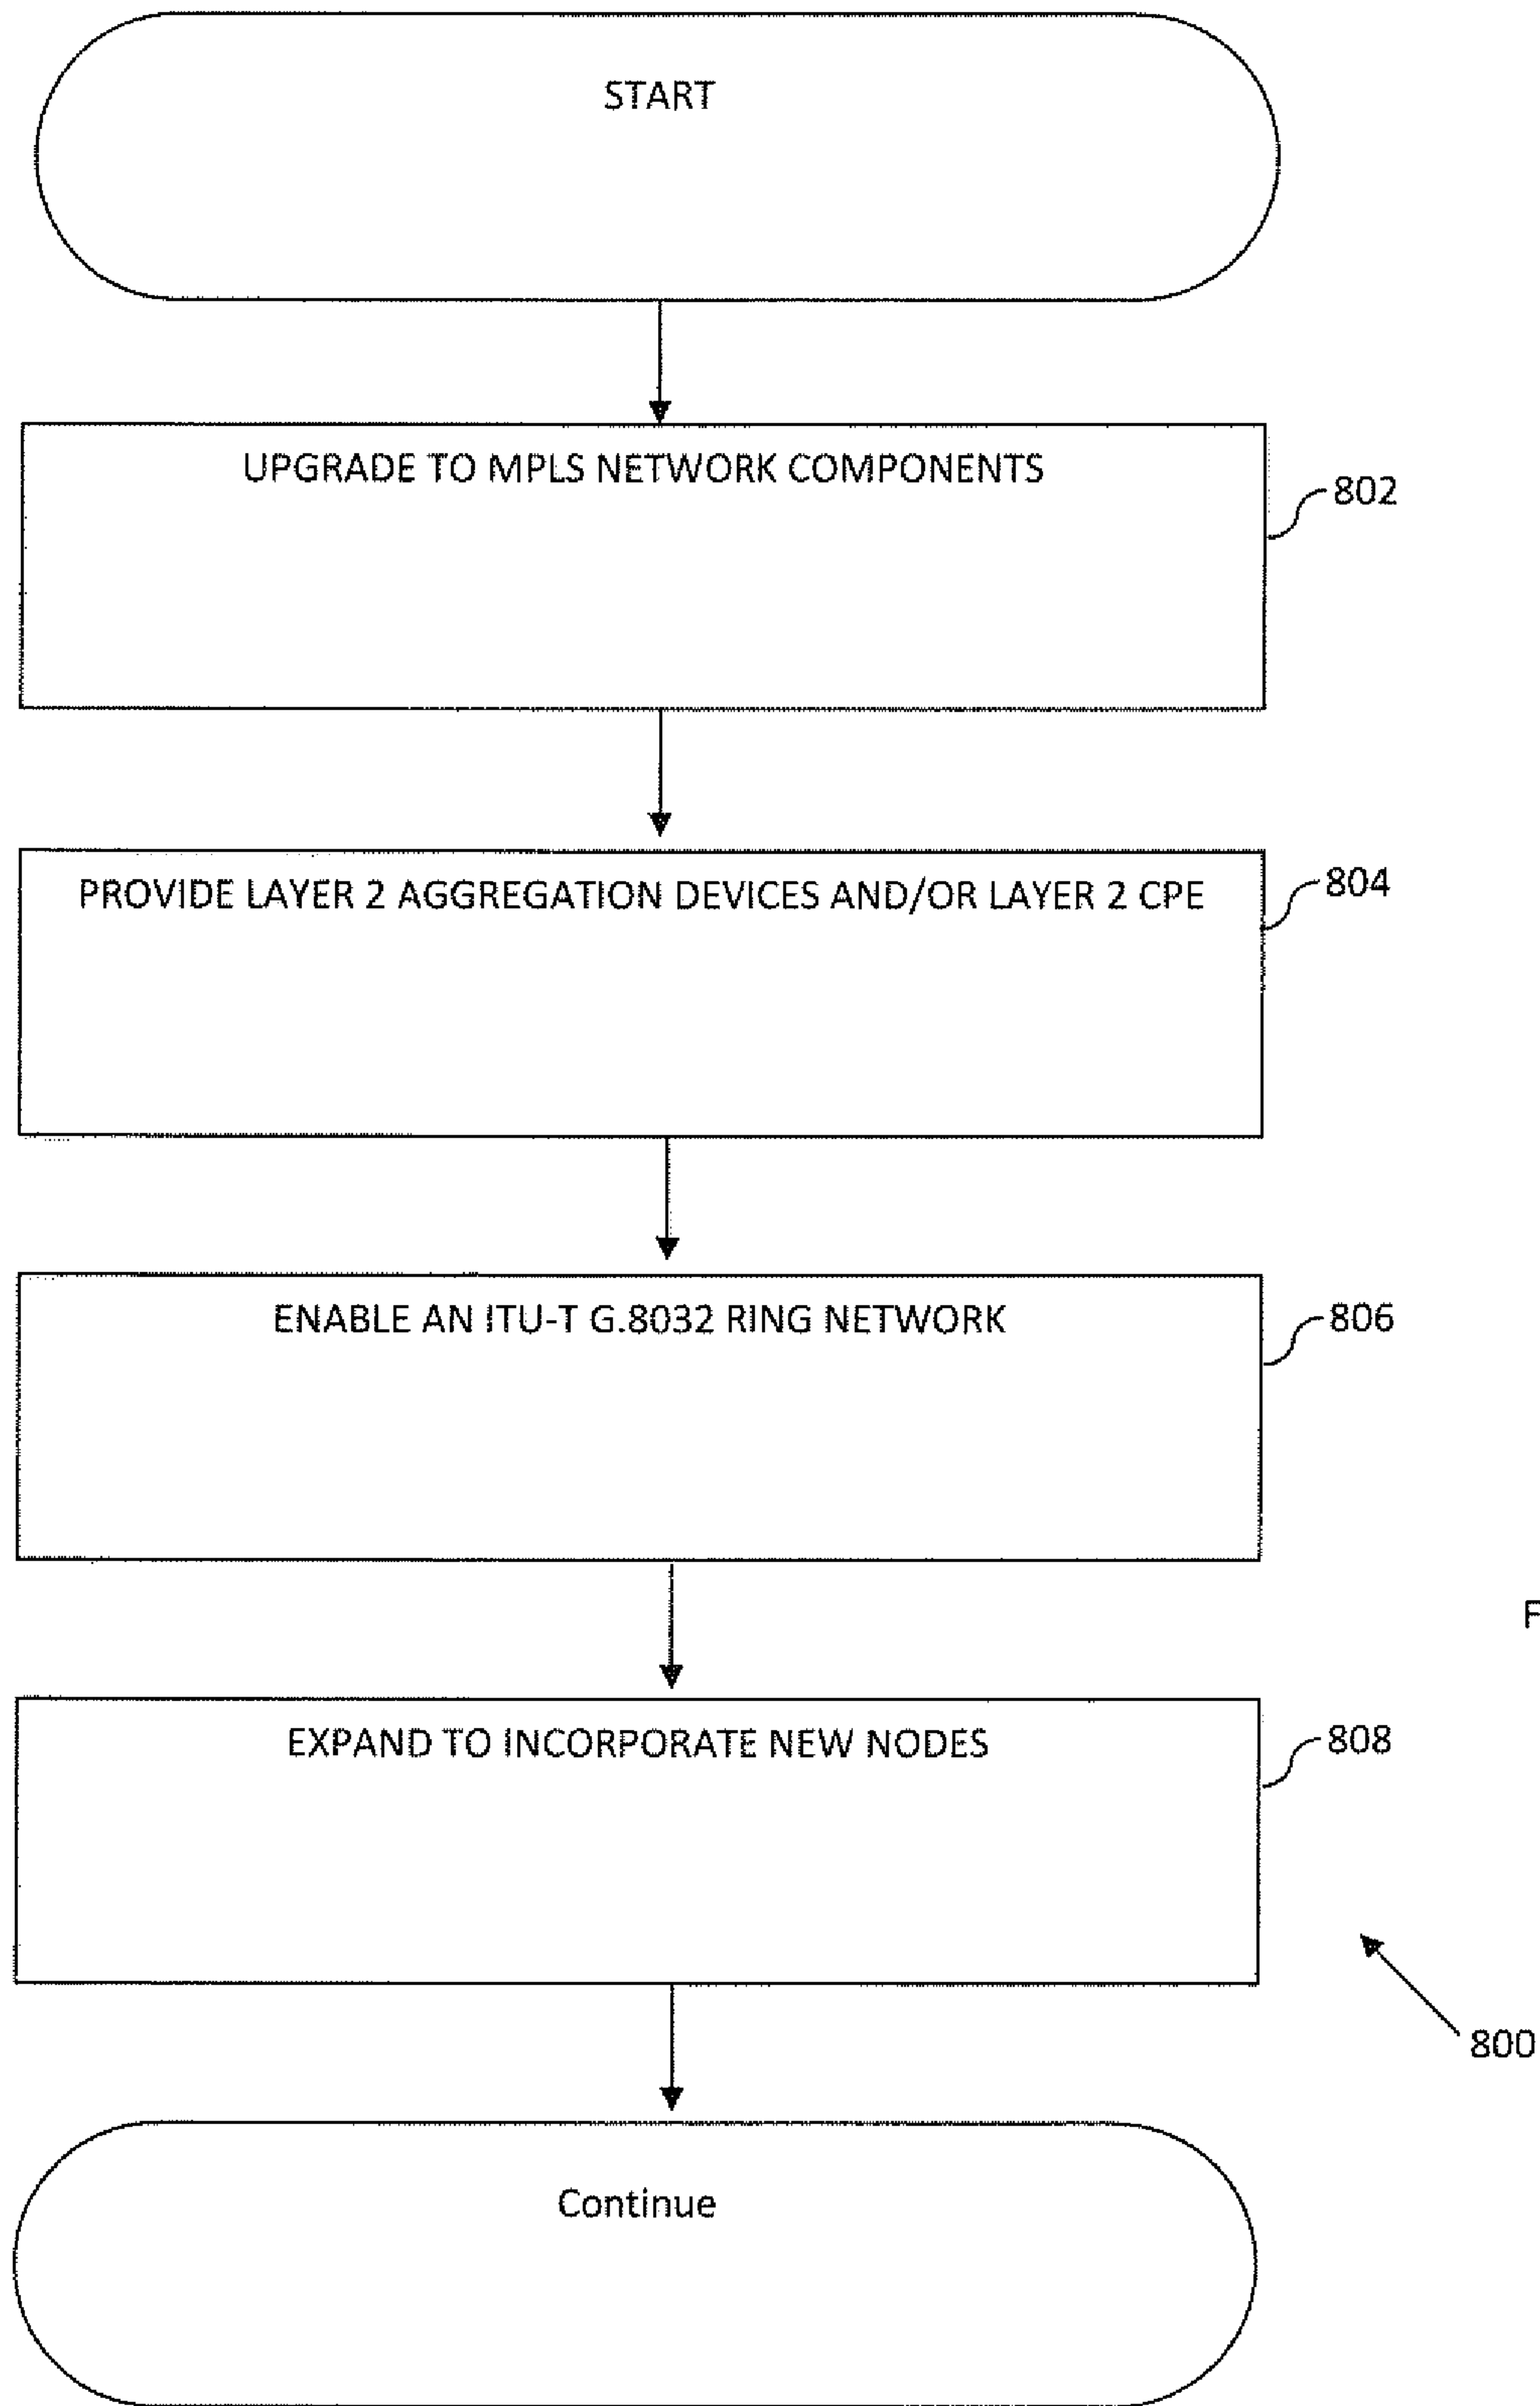 START
UPGRADE TO MPLS NETWORK COMPONENTS
802
PROVIDE LAYER 2 AGGREGATION DEVICES AND/OR LAYER 2 CPE
804
ENABLE AN ITU-T G.8032 RING NETWORK
806
F
EXPAND TO INCORPORATE NEW NODES
808
800
Continue